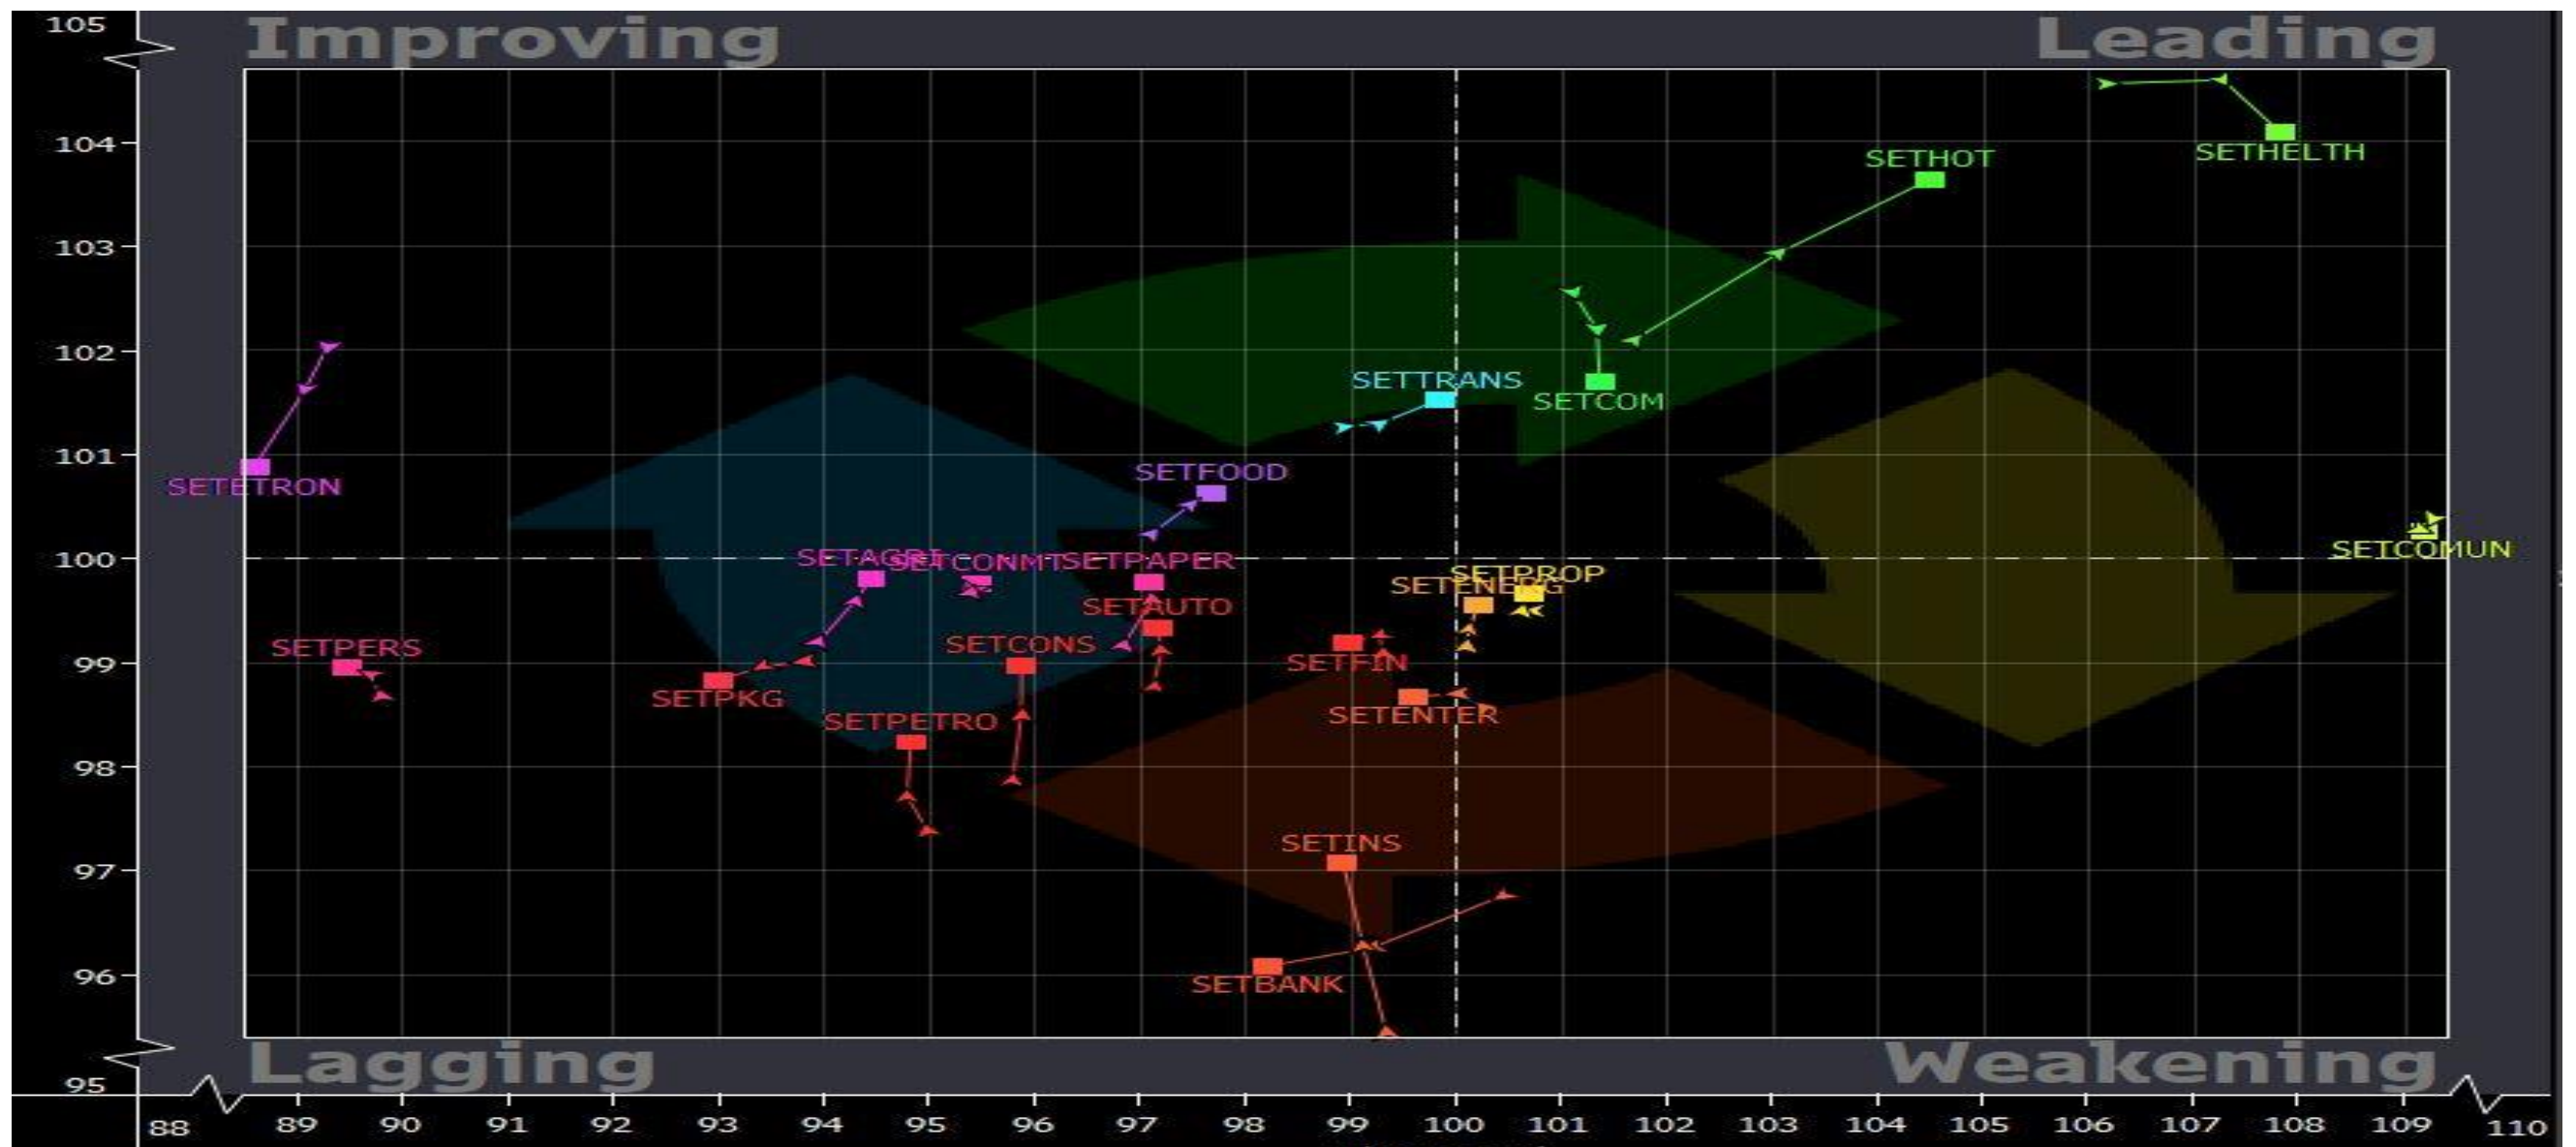 105
Improving
Leading
104
103
102
101
100
99
98
97
96
95
SETHELTH
SETHOT
SETTRANS
SETCOM
SETFOOD
SETETRON
SETCOMUN
SETAGRI
SETCONMT
SETPAPER
SETPROP
SETENERG
SETAUTO
SETPERS
SETCONS
SETFIN
SETPKG
SETENTER
SETPETRO
SETINS
SETBANK
Lagging
Weakening
88 89 90 91 92 93 94 95 96 97 98 99 100 101 102 103 104 105 106 107 108 109 110